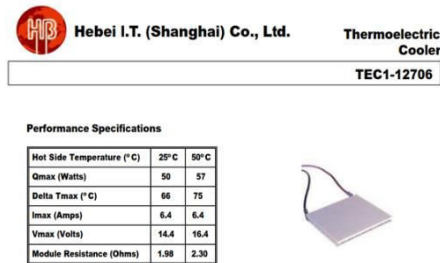 HB
Hebei I.T. (Shanghai) Co., Ltd.
Thermoelectric
Cooler
TEC1-12706
Performance Specifications
Hot Side Temperature (° C) 25° C 50° C
Qmax (Watts) 50 57
Delta Tmax (° C) 66 75
Imax (Amps) 6.4 6.4
Vmax (Volts) 14.4 16.4
Module Resistance (Ohms) 1.98 2.30